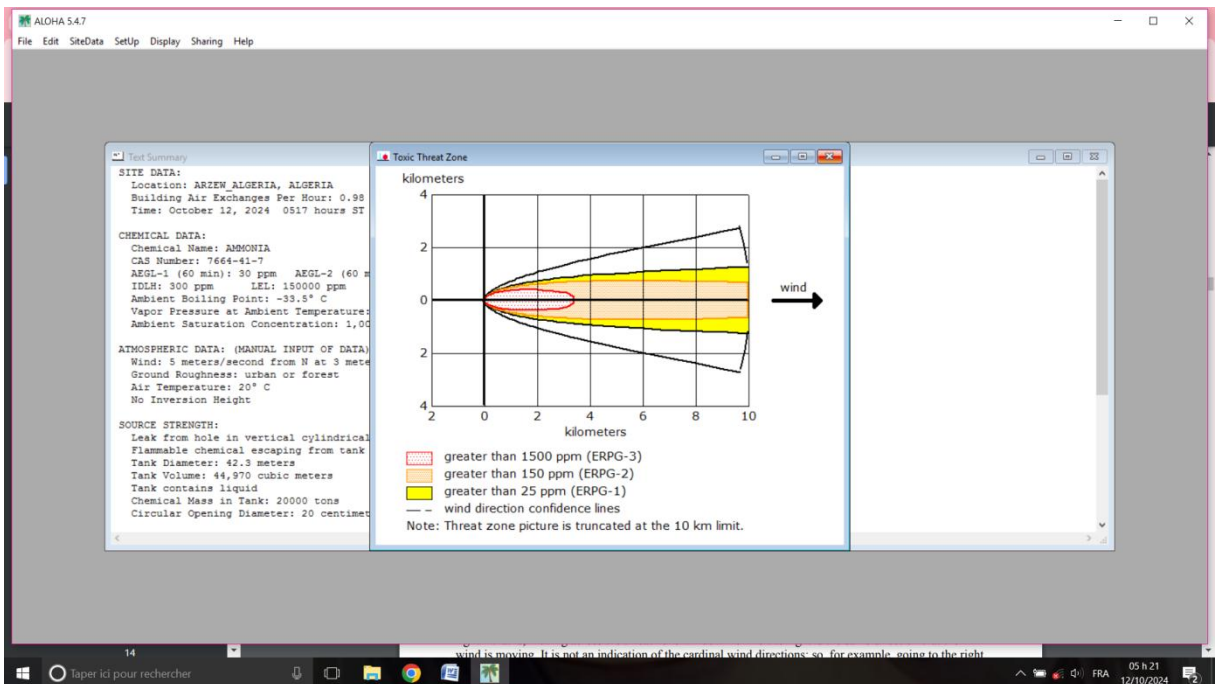 ALOHA 5.4.7
File Edit SiteData SetUp Display Sharing Help
Text Summary
SITE DATA:
Location: ARZEW_ALGERIA, ALGERIA
Building Air Exchanges Per Hour: 0.98
Time: October 12, 2024 0517 hours ST
CHEMICAL DATA:
Chemical Name: AMMONIA
CAS Number: 7664-41-7
AEGL-1 (60 min): 30 ppm AEGL-2 (60 m
IDLH: 300 ppm LEL: 150000 ppm
Ambient Boiling Point: -33.5° C
Vapor Pressure at Ambient Temperature:
Ambient Saturation Concentration: 1,00
ATMOSPHERIC DATA: (MANUAL INPUT OF DATA)
Wind: 5 meters/second from N at 3 mete
Ground Roughness: urban or forest
Air Temperature: 20° C
No Inversion Height
SOURCE STRENGTH:
Leak from hole in vertical cylindrical
Flammable chemical escaping from tank
Tank Diameter: 42.3 meters
Tank Volume: 44,970 cubic meters
Tank contains liquid
Chemical Mass in Tank: 20000 tons
Circular Opening Diameter: 20 centimet
Toxic Threat Zone
kilometers
4
2
0
2
4
2 0 2 4 6 8 10
kilometers
wind
greater than 1500 ppm (ERPG-3)
greater than 150 ppm (ERPG-2)
greater than 25 ppm (ERPG-1)
wind direction confidence lines
Note: Threat zone picture is truncated at the 10 km limit.
14
wind is moving. It is not an indication of the cardinal wind directions; so, for example, going to the right
Taper ici pour rechercher
FRA
05 h 21
12/10/2024
2